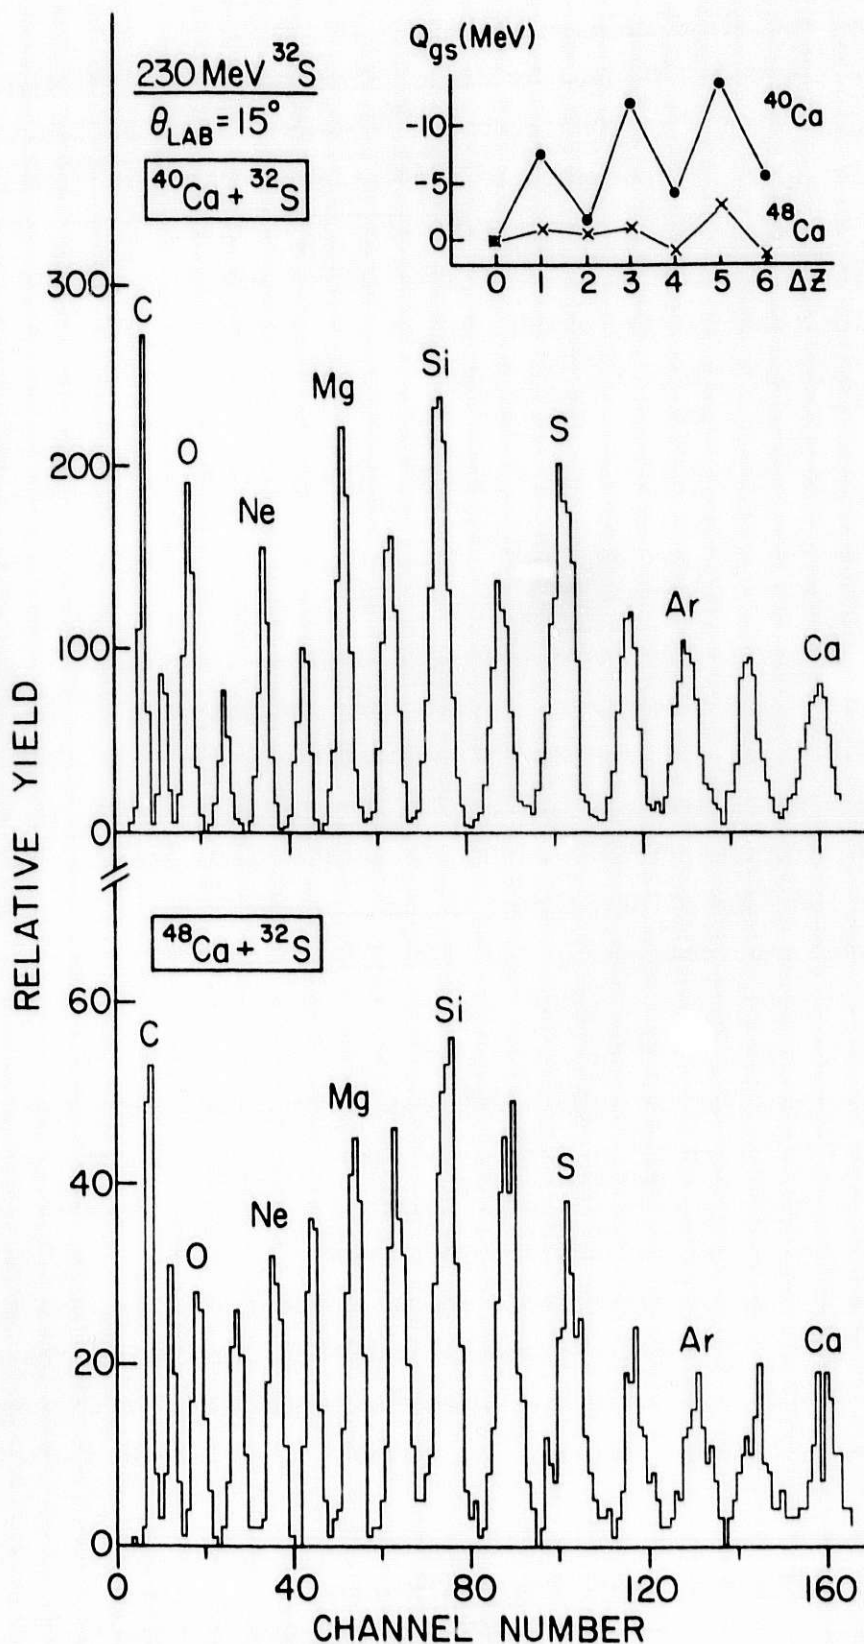 230 MeV ³²S
θLAB = 15°
⁴⁰Ca + ³²S
Qgs (MeV)
-10
-5
0
⁴⁰Ca
⁴⁸Ca
0 1 2 3 4 5 6 ΔZ
300
200
100
0
C
O
Ne
Mg
Si
S
Ar
Ca
RELATIVE YIELD
⁴⁸Ca + ³²S
60
40
20
0
C
O
Ne
Mg
Si
S
Ar
Ca
0 40 80 120 160
CHANNEL NUMBER